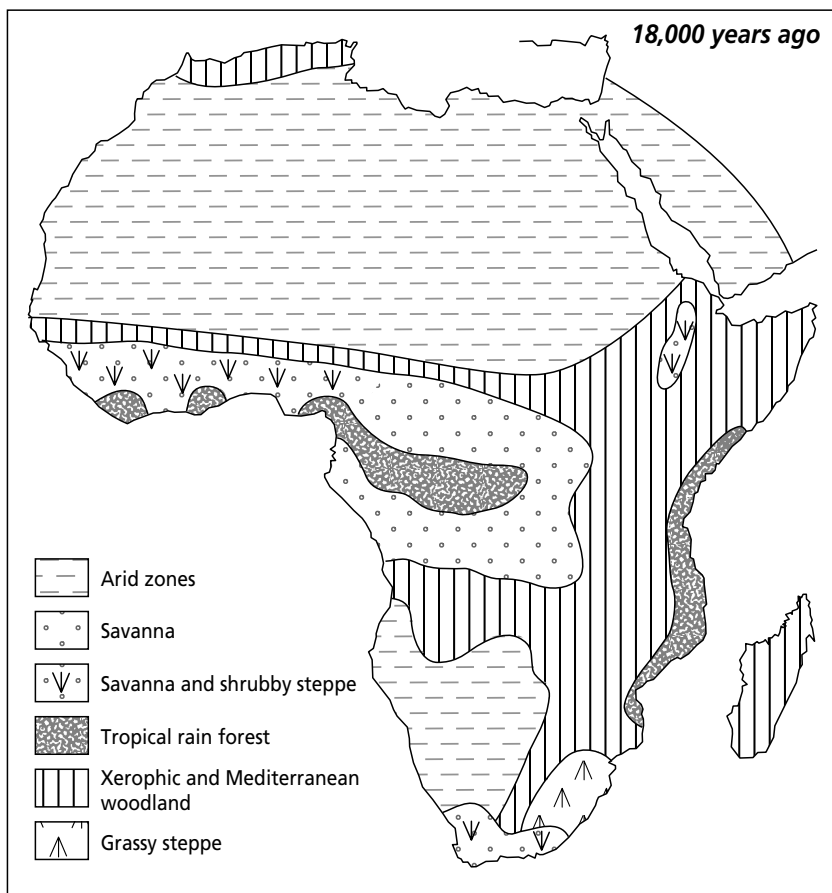 18,000 years ago
Arid zones
Savanna
Savanna and shrubby steppe
Tropical rain forest
Xerophic and Mediterranean
woodland
Grassy steppe